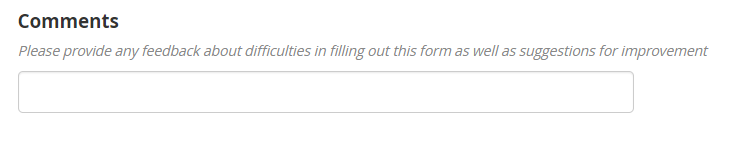 Comments
Please provide any feedback about difficulties in filling out this form as well as suggestions for improvement